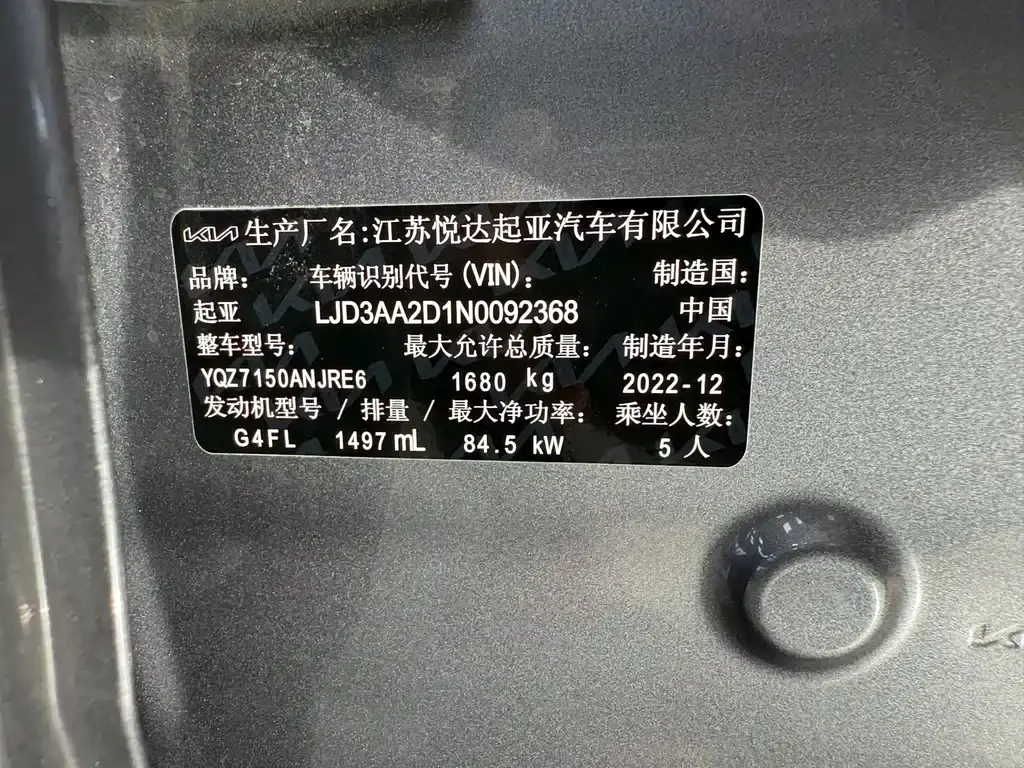 KIA 生产厂名:江苏悦达起亚汽车有限公司
品牌: 车辆识别代号(VIN): 制造国:
起亚 LJD3AA2D1N0092368 中国
整车型号: 最大允许总质量: 制造年月:
YQZ7150ANJRE6 1680 kg 2022-12
发动机型号 / 排量 / 最大净功率: 乘坐人数:
G4FL 1497 mL 84.5 kW 5 人